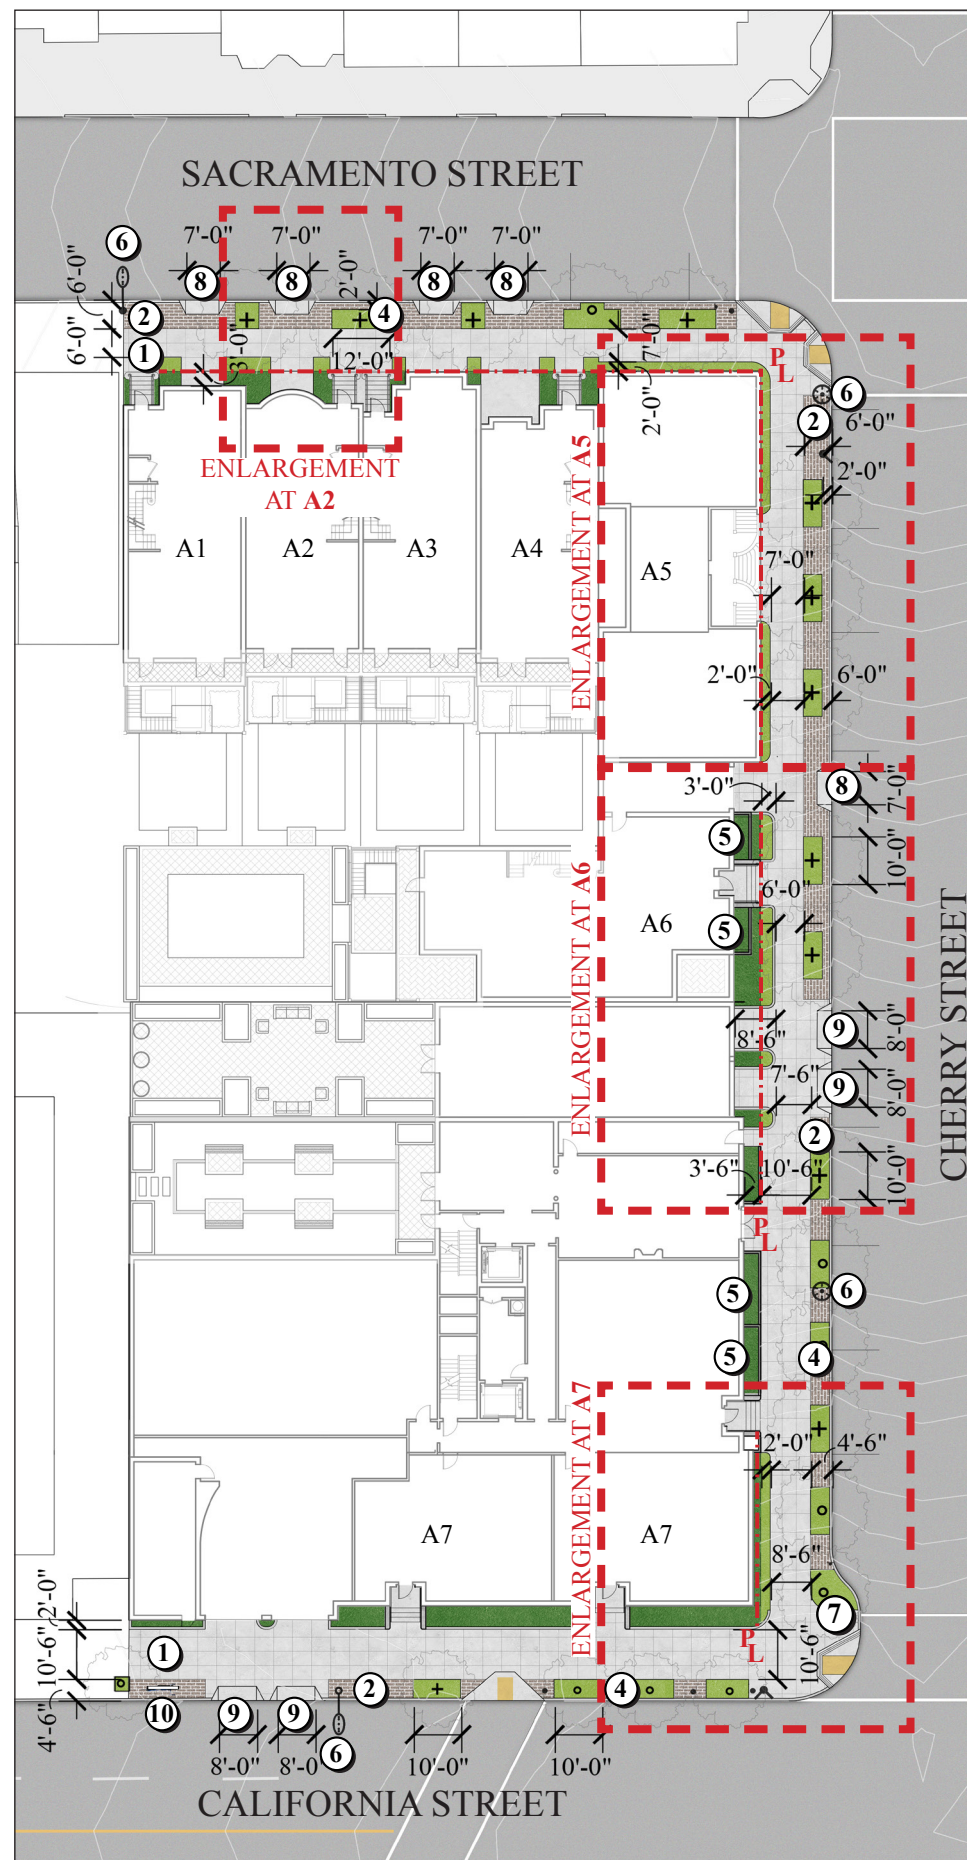 SACRAMENTO STREET
6
7'-0" 7'-0" 7'-0" 7'-0"
8 8 8 8
6'-0"
2'-0"
2 4
6'-0"
1
3'-0"
12'-0"
7'-0"
2'-0"
PL
6
2
6'-0"
2'-0"
ENLARGEMENT
AT A2
ENLARGEMENT AT A5
A1 A2 A3 A4
A5
7'-0"
2'-0" 6'-0"
3'-0"
8
7'-0"
5
10'-0"
ENLARGEMENT AT A6
6'-0"
A6
5
CHERRY STREET
8'-6"
9
8'-0"
7'-6"
9
8'-0"
2
3'-6" 10'-6"
10'-0"
PL
5
6
5
4
ENLARGEMENT AT A7
2'-0" 4'-6"
A7 A7
8'-6"
7
2'-0"
10'-6"
1
PL
10'-6"
4'-6"
2 4
10 9 9 6
8'-0" 8'-0 10'-0" 10'-0"
CALIFORNIA STREET